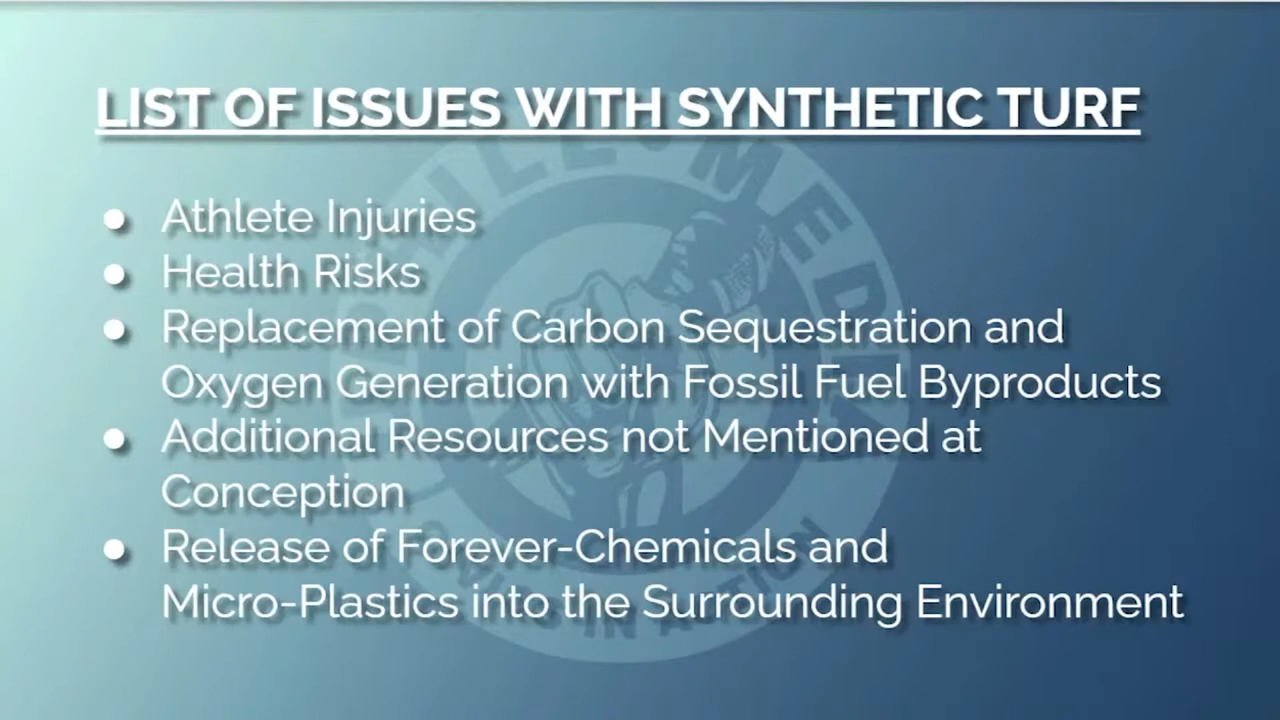 LIST OF ISSUES WITH SYNTHETIC TURF
● Athlete Injuries
● Health Risks
● Replacement of Carbon Sequestration and
Oxygen Generation with Fossil Fuel Byproducts
● Additional Resources not Mentioned at
Conception
● Release of Forever-Chemicals and
Micro-Plastics into the Surrounding Environment